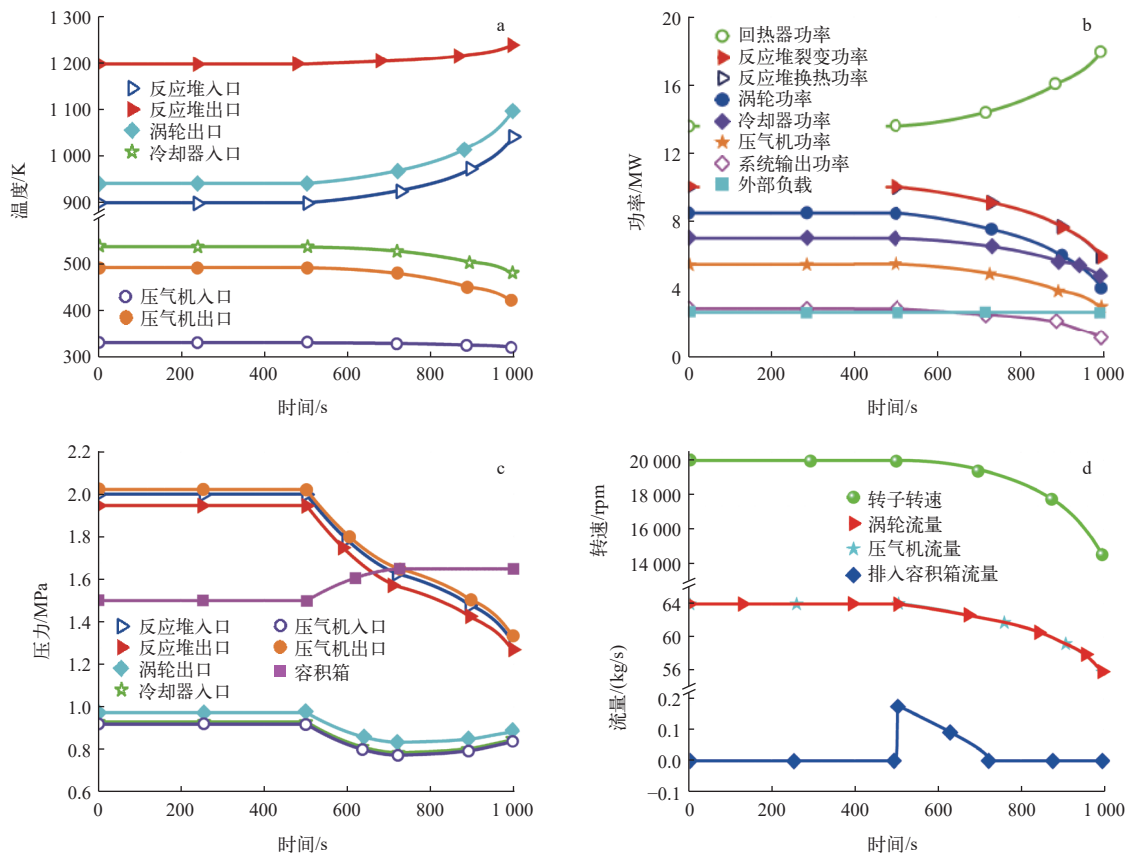 a
1 300
1 200
1 100
1 000
900
500
400
300
温度/K
反应堆入口
反应堆出口
涡轮出口
冷却器入口
压气机入口
压气机出口
0 200 400 600 800 1 000
时间/s
b
20
16
12
8
4
0
功率/MW
回热器功率
反应堆裂变功率
反应堆换热功率
涡轮功率
冷却器功率
压气机功率
系统输出功率
外部负载
0 200 400 600 800 1 000
时间/s
c
2.2
2.0
1.8
1.6
1.4
1.2
1.0
0.8
0.6
压力/MPa
反应堆入口
反应堆出口
涡轮出口
冷却器入口
压气机入口
压气机出口
容积箱
0 200 400 600 800 1 000
时间/s
d
20 000
18 000
16 000
14 000
转速/rpm
64
60
56
0.2
0.1
0.0
−0.1
流量/(kg/s)
转子转速
涡轮流量
压气机流量
排入容积箱流量
0 200 400 600 800 1 000
时间/s